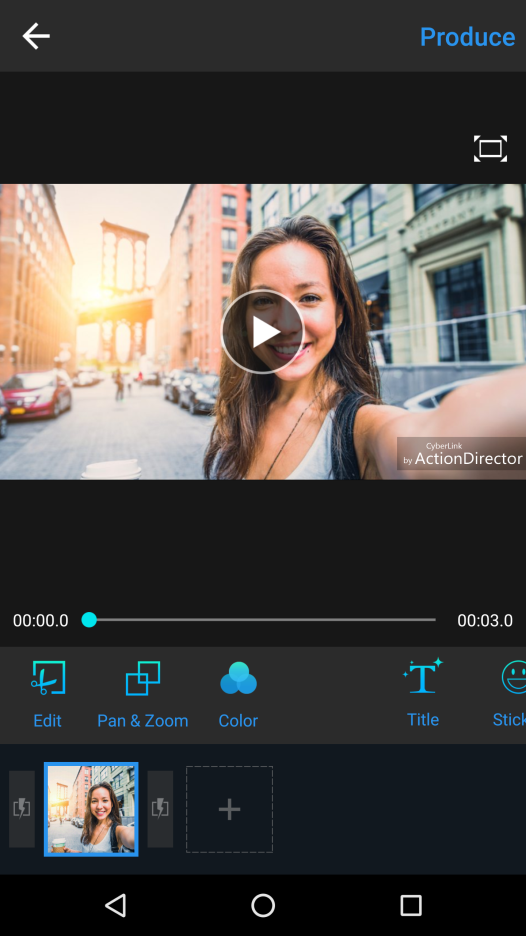 Produce
CyberLink
by ActionDirector
00:00.0
00:03.0
Edit
Pan & Zoom
Color
Title
Stick